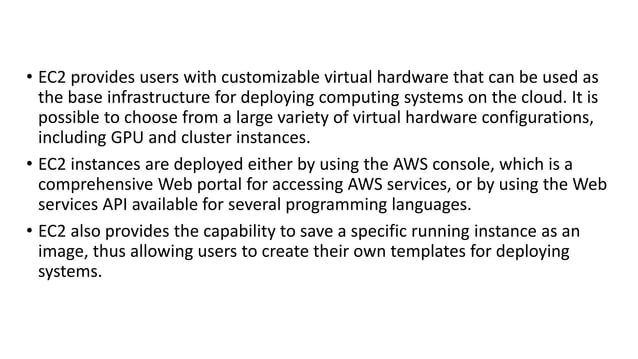 • EC2 provides users with customizable virtual hardware that can be used as
the base infrastructure for deploying computing systems on the cloud. It is
possible to choose from a large variety of virtual hardware configurations,
including GPU and cluster instances.
• EC2 instances are deployed either by using the AWS console, which is a
comprehensive Web portal for accessing AWS services, or by using the Web
services API available for several programming languages.
• EC2 also provides the capability to save a specific running instance as an
image, thus allowing users to create their own templates for deploying
systems.